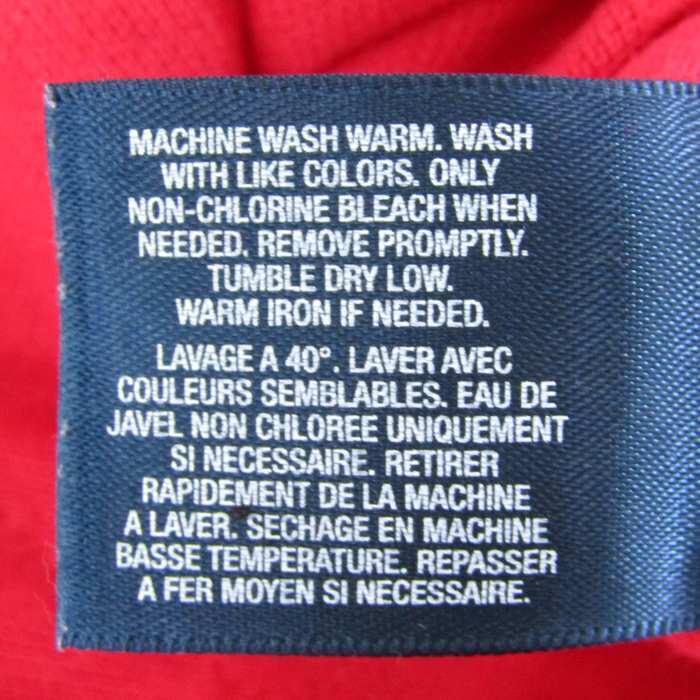 MACHINE WASH WARM. WASH
WITH LIKE COLORS. ONLY
NON-CHLORINE BLEACH WHEN
NEEDED. REMOVE PROMPTLY.
TUMBLE DRY LOW.
WARM IRON IF NEEDED.
LAVAGE A 40°. LAVER AVEC
COULEURS SEMBLABLES. EAU DE
JAVEL NON CHLOREE UNIQUEMENT
SI NECESSAIRE. RETIRER
RAPIDEMENT DE LA MACHINE
A LAVER. SECHAGE EN MACHINE
BASSE TEMPERATURE. REPASSER
A FER MOYEN SI NECESSAIRE.